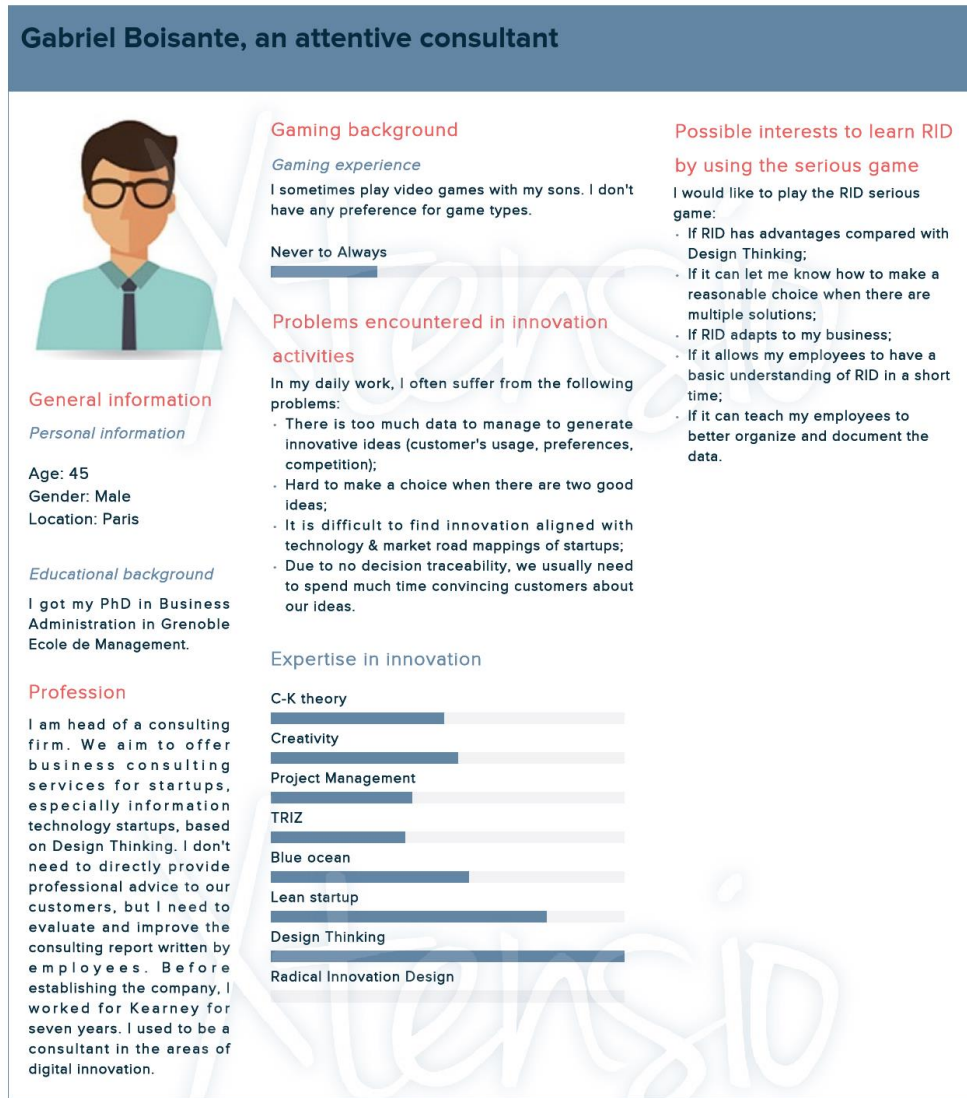 Gabriel Boisante, an attentive consultant
General information
Personal information
Age: 45
Gender: Male
Location: Paris
Educational background
I got my PhD in Business
Administration in Grenoble
Ecole de Management.
Profession
I am head of a consulting
firm. We aim to offer
business consulting
services for startups,
especially information
technology startups, based
on Design Thinking. I don't
need to directly provide
professional advice to our
customers, but I need to
evaluate and improve the
consulting report written by
employees. Before
establishing the company, I
worked for Kearney for
seven years. I used to be a
consultant in the areas of
digital innovation.
Gaming background
Gaming experience
I sometimes play video games with my sons. I don't
have any preference for game types.
Never to Always
Problems encountered in innovation
activities
In my daily work, I often suffer from the following
problems:
· There is too much data to manage to generate
innovative ideas (customer's usage, preferences,
competition);
· Hard to make a choice when there are two good
ideas;
· It is difficult to find innovation aligned with
technology & market road mappings of startups;
· Due to no decision traceability, we usually need
to spend much time convincing customers about
our ideas.
Expertise in innovation
C-K theory
Creativity
Project Management
TRIZ
Blue ocean
Lean startup
Design Thinking
Radical Innovation Design
Possible interests to learn RID
by using the serious game
I would like to play the RID serious
game:
· If RID has advantages compared with
Design Thinking;
· If it can let me know how to make a
reasonable choice when there are
multiple solutions;
· If RID adapts to my business;
· If it allows my employees to have a
basic understanding of RID in a short
time;
· If it can teach my employees to
better organize and document the
data.
Xtensio
Xtensio